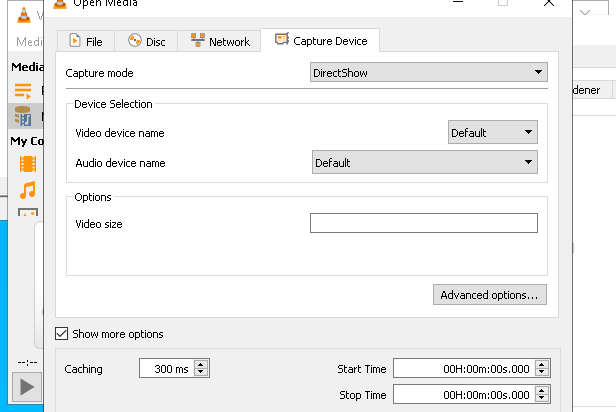 Open Media
Medi
File Disc Network Capture Device
Media
Capture mode DirectShow
dener
Device Selection
Video device name Default
My Co
Audio device name Default
Options
Video size
Advanced options...
Show more options
--:--
Caching 300 ms Start Time 00H:00m:00s.000
Stop Time 00H:00m:00s.000